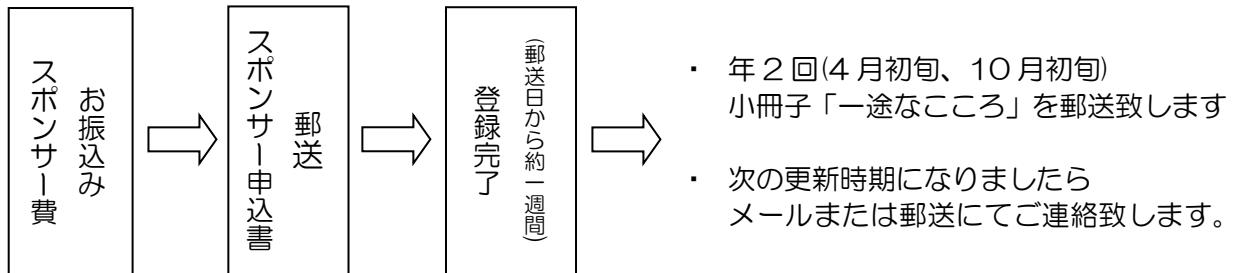 スポンサー費
お振込み
スポンサー申込書
郵送
(郵送日から約一週間)
登録完了
・ 年２回(4月初旬、10月初旬)
小冊子「一途なこころ」を郵送致します
・ 次の更新時期になりましたら
メールまたは郵送にてご連絡致します。